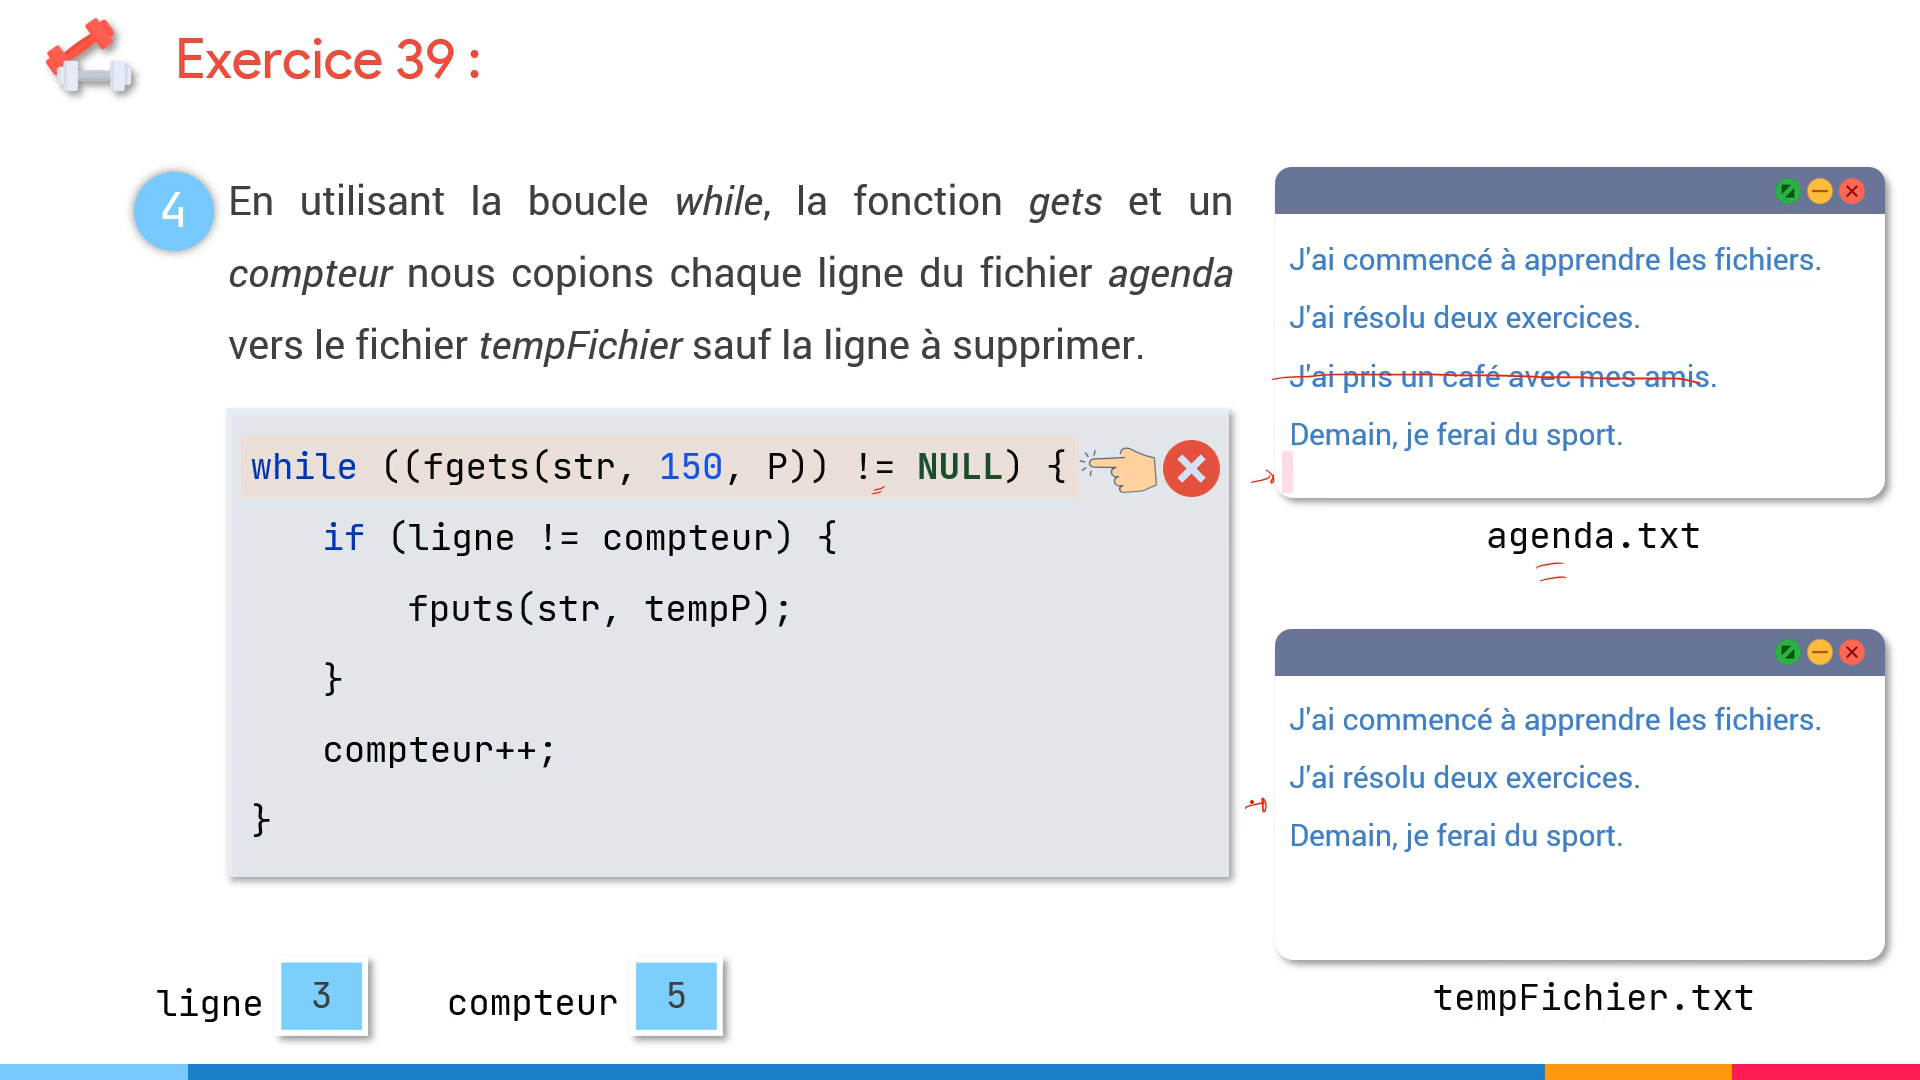 Exercice 39 :
4
En utilisant la boucle while, la fonction gets et un
compteur nous copions chaque ligne du fichier agenda
vers le fichier tempFichier sauf la ligne à supprimer.
while ((fgets(str, 150, P)) != NULL) {
if (ligne != compteur) {
fputs(str, tempP);
}
compteur++;
}
ligne 3
compteur 5
J'ai commencé à apprendre les fichiers.
J'ai résolu deux exercices.
J'ai pris un café avec mes amis.
Demain, je ferai du sport.
agenda.txt
J'ai commencé à apprendre les fichiers.
J'ai résolu deux exercices.
Demain, je ferai du sport.
tempFichier.txt